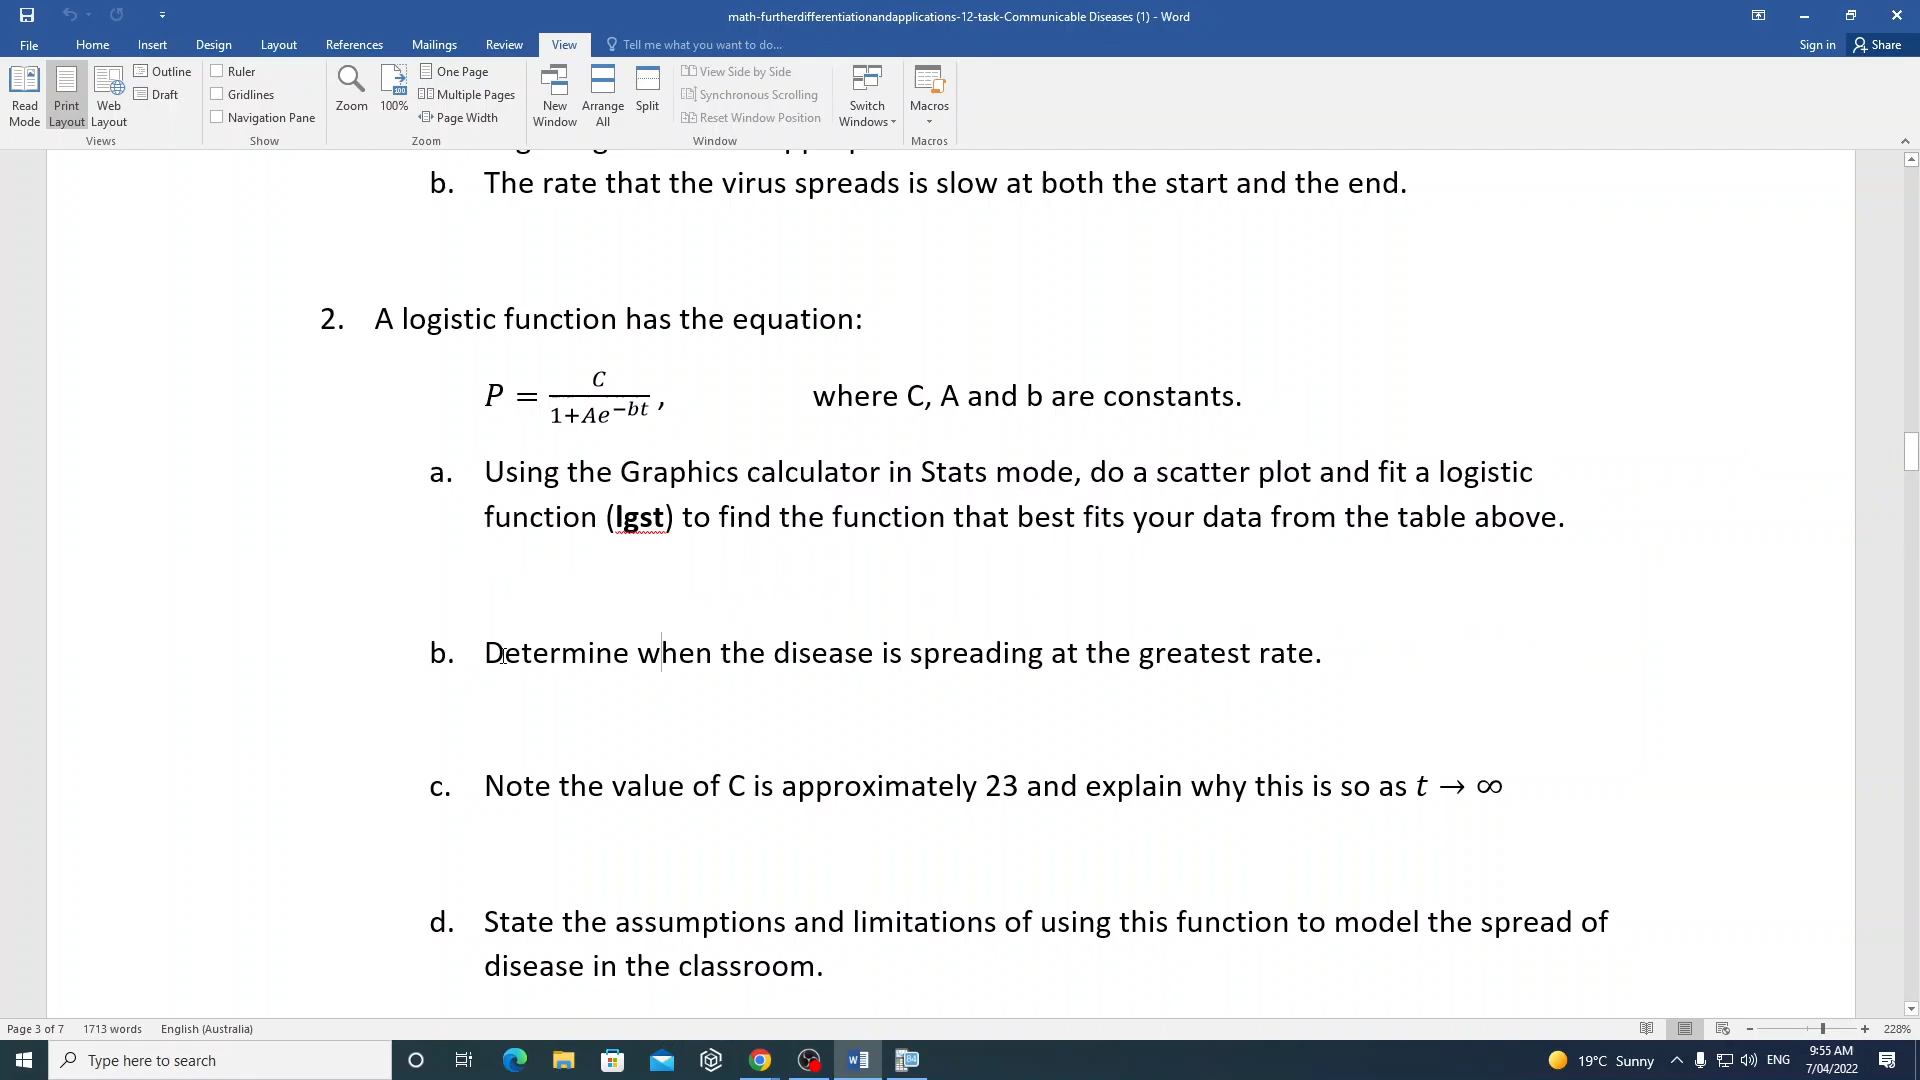 math-furtherdifferentiationandapplications-12-task-Communicable Diseases (1) - Word
File Home Insert Design Layout References Mailings Review View Tell me what you want to do... Sign in Share
Read Mode
Print Layout
Web Layout
Outline
Draft
Views
Ruler
Gridlines
Navigation Pane
Show
Zoom
100%
One Page
Multiple Pages
Page Width
Zoom
New Window
Arrange All
Split
View Side by Side
Synchronous Scrolling
Reset Window Position
Window
Switch Windows
Macros
Macros
b. The rate that the virus spreads is slow at both the start and the end.
2. A logistic function has the equation:
P = C / (1+Ae^−bt) , where C, A and b are constants.
a. Using the Graphics calculator in Stats mode, do a scatter plot and fit a logistic
function (lgst) to find the function that best fits your data from the table above.
b. Determine when the disease is spreading at the greatest rate.
c. Note the value of C is approximately 23 and explain why this is so as t → ∞
d. State the assumptions and limitations of using this function to model the spread of
disease in the classroom.
Page 3 of 7 1713 words English (Australia) 228%
Type here to search 19°C Sunny ENG 9:55 AM
7/04/2022